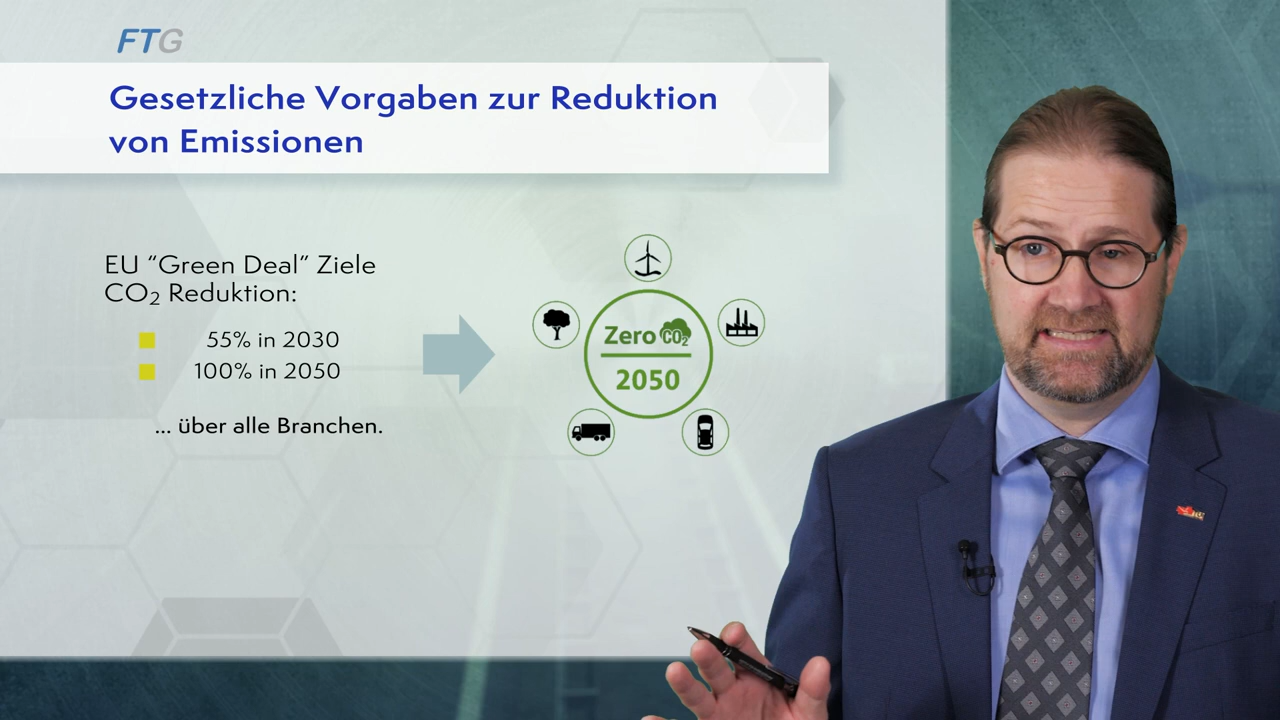 FTG
Gesetzliche Vorgaben zur Reduktion
von Emissionen
EU “Green Deal” Ziele
CO₂ Reduktion:
55% in 2030
100% in 2050
... über alle Branchen.
Zero CO₂
2050